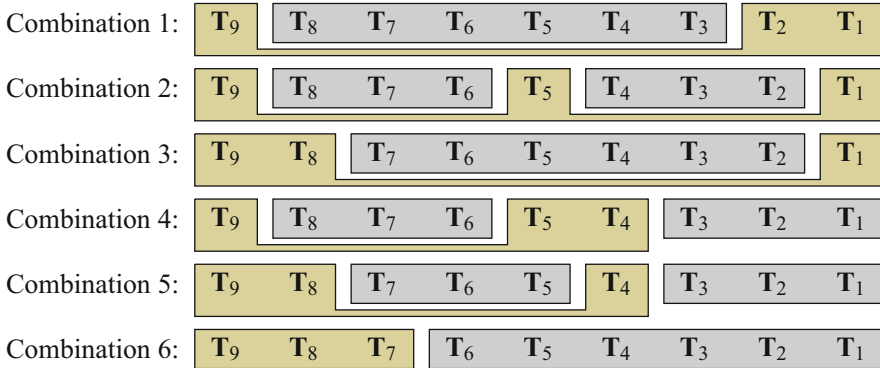 Combination 1: T₉ T₈ T₇ T₆ T₅ T₄ T₃ T₂ T₁
Combination 2: T₉ T₈ T₇ T₆ T₅ T₄ T₃ T₂ T₁
Combination 3: T₉ T₈ T₇ T₆ T₅ T₄ T₃ T₂ T₁
Combination 4: T₉ T₈ T₇ T₆ T₅ T₄ T₃ T₂ T₁
Combination 5: T₉ T₈ T₇ T₆ T₅ T₄ T₃ T₂ T₁
Combination 6: T₉ T₈ T₇ T₆ T₅ T₄ T₃ T₂ T₁